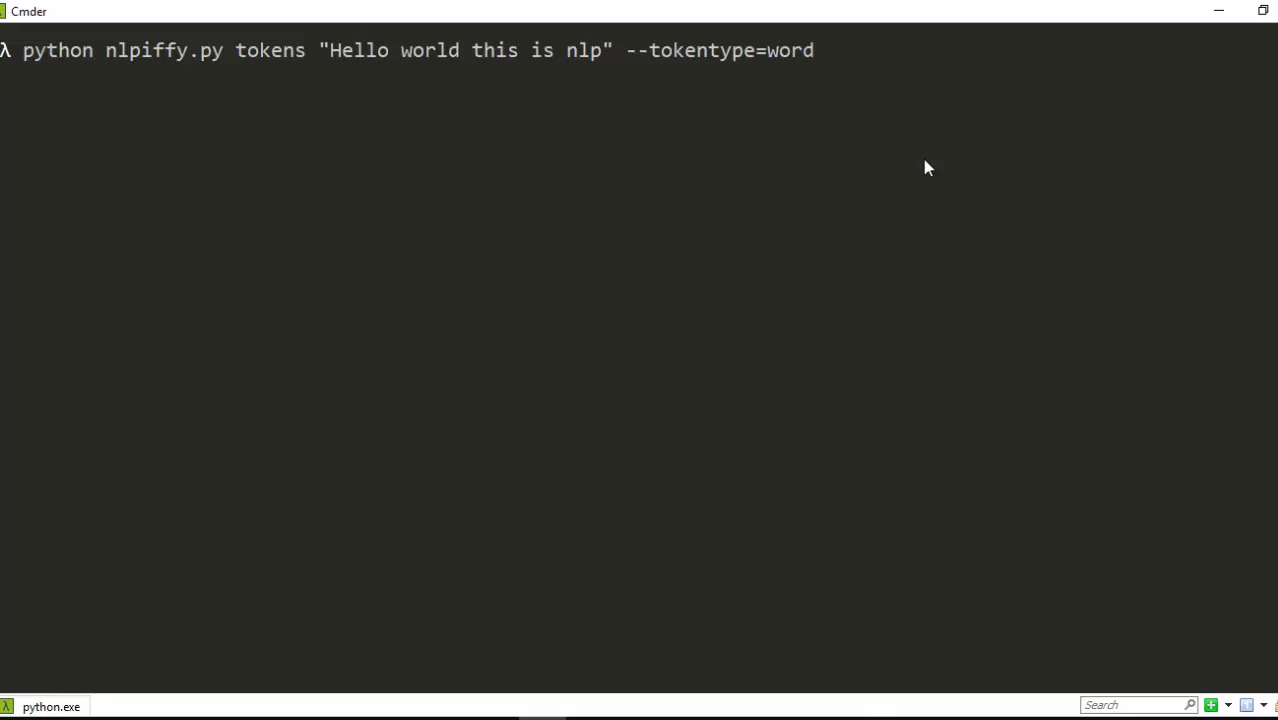 Cmder
λ python nlpiffy.py tokens "Hello world this is nlp" --tokentype=word
python.exe
Search